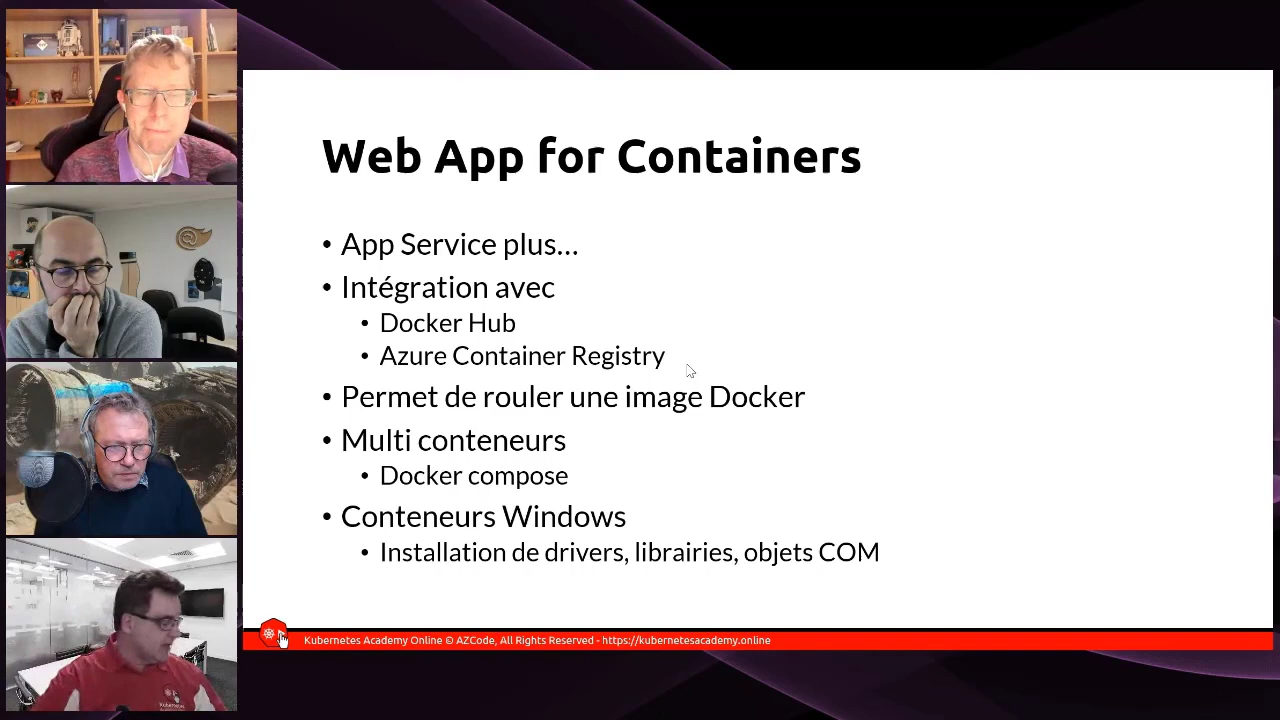 Web App for Containers
• App Service plus...
• Intégration avec
• Docker Hub
• Azure Container Registry
• Permet de rouler une image Docker
• Multi conteneurs
• Docker compose
• Conteneurs Windows
• Installation de drivers, librairies, objets COM
Kubernetes Academy Online © AZCode, All Rights Reserved - https://kubernetesacademy.online